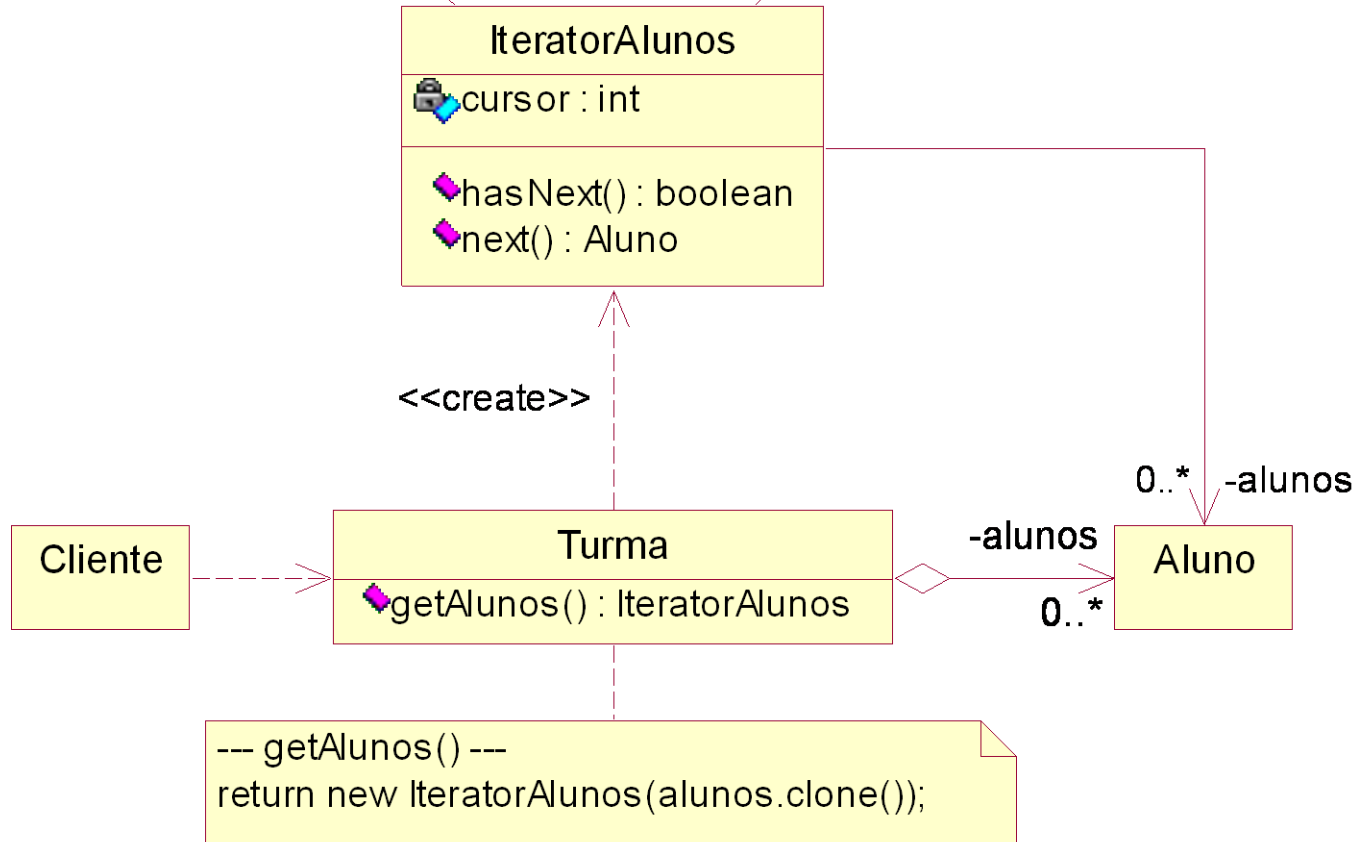 IteratorAlunos
cursor : int
hasNext() : boolean
next() : Aluno
<<create>>
0..* -alunos
Cliente
Turma
getAlunos() : IteratorAlunos
-alunos
0..*
Aluno
--- getAlunos() ---
return new IteratorAlunos(alunos.clone());